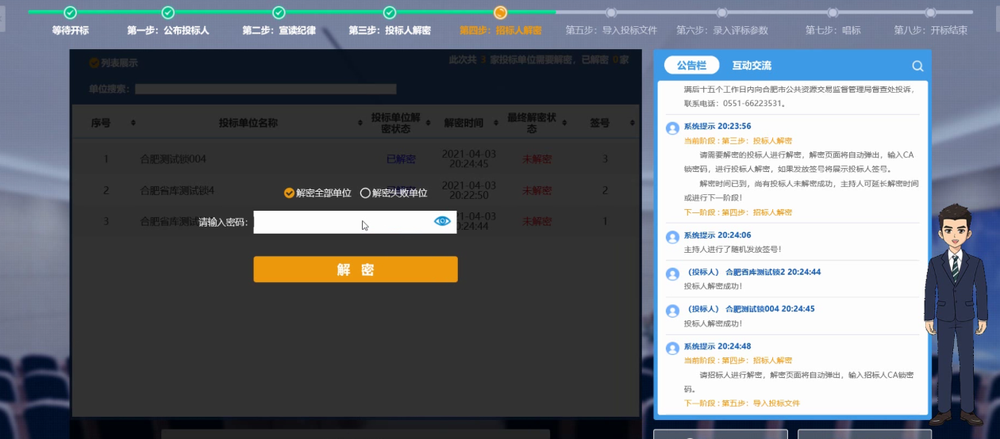 等待开标
第一步：公布投标人
第二步：宣读纪律
第三步：投标人解密
第四步：招标人解密
第五步：导入投标文件
第六步：录入评标参数
第七步：唱标
第八步：开标结束
列表展示
此次共 3 家投标单位需要解密，已解密 0家
单位搜索：
序号
投标单位名称
投标单位解
密状态
解密时间
最终解密状
态
签号
1
合肥测试锁004
已解密
2021-04-03
20:24:45
未解密
3
2
合肥省库测试锁4
2021-04-03
20:22:50
未解密
2
解密全部单位
解密失败单位
3
合肥省库测试锁
-04-03
:24:44
未解密
1
请输入密码：
解 密
公告栏
互动交流
满后十五个工作日内向合肥市公共资源交易监督管理局督查处投诉，
联系电话：0551-66223531。
系统提示 20:23:56
当前阶段 : 第三步：投标人解密
请需要解密的投标人进行解密，解密页面将自动弹出，输入CA
锁密码，进行投标人解密，如果发放签号将展示投标人签号。
解密时间已到，尚有投标人未解密成功，主持人可延长解密时间
或进行下一阶段！
下一阶段 : 第四步：招标人解密
系统提示 20:24:06
主持人进行了随机发放签号！
（投标人） 合肥省库测试锁2 20:24:44
投标人解密成功！
（投标人） 合肥测试锁004 20:24:45
投标人解密成功！
系统提示 20:24:48
当前阶段 : 第四步：招标人解密
请招标人进行解密，解密页面将自动弹出，输入招标人CA锁密
码。
下一阶段 : 第五步：导入投标文件